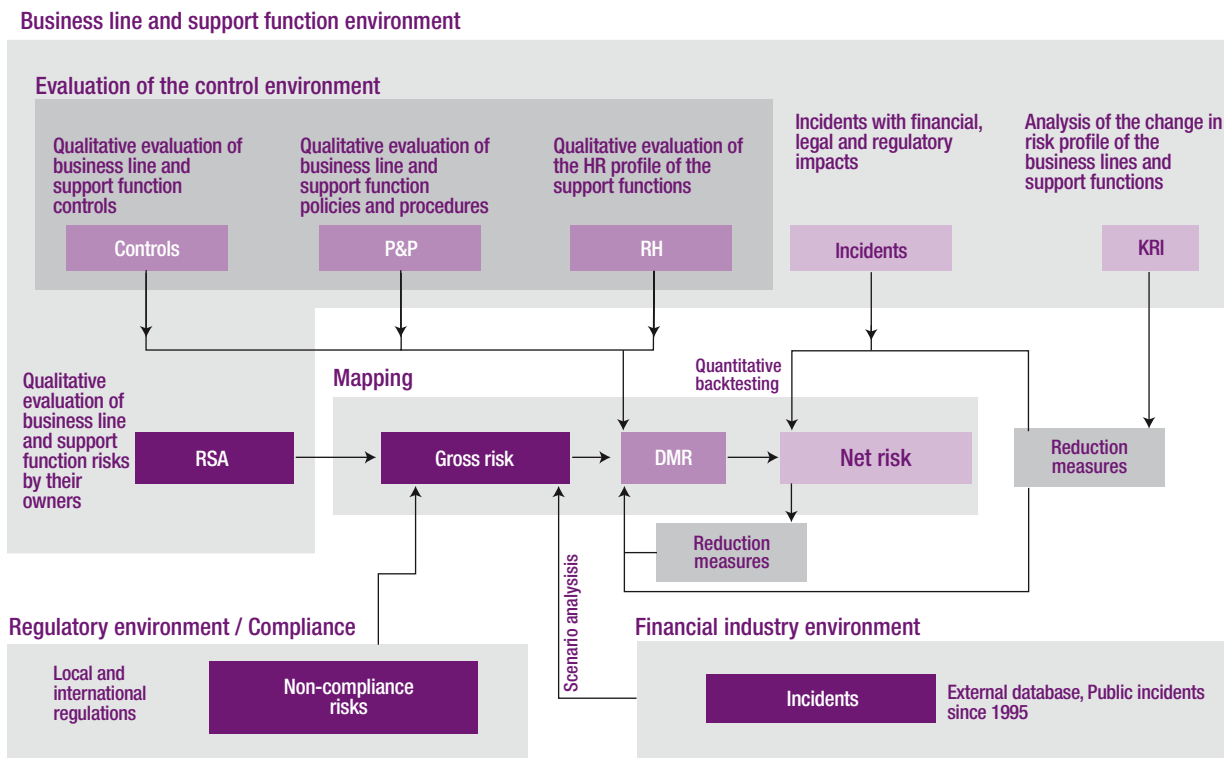 Business line and support function environment
Evaluation of the control environment
Qualitative evaluation of
business line and
support function
controls
Qualitative evaluation of
business line and
support function
policies and procedures
Qualitative evaluation of
the HR profile of the
support functions
Incidents with financial,
legal and regulatory
impacts
Analysis of the change in
risk profile of the
business lines and
support functions
Controls
P&P
RH
Incidents
KRI
Qualitative
evaluation of
business line
and support
function risks
by their
owners
RSA
Mapping
Quantitative
backtesting
Gross risk
DMR
Net risk
Reduction
measures
Reduction
measures
Scenario analysisis
Regulatory environment / Compliance
Local and
international
regulations
Non-compliance
risks
Financial industry environment
Incidents
External database, Public incidents
since 1995